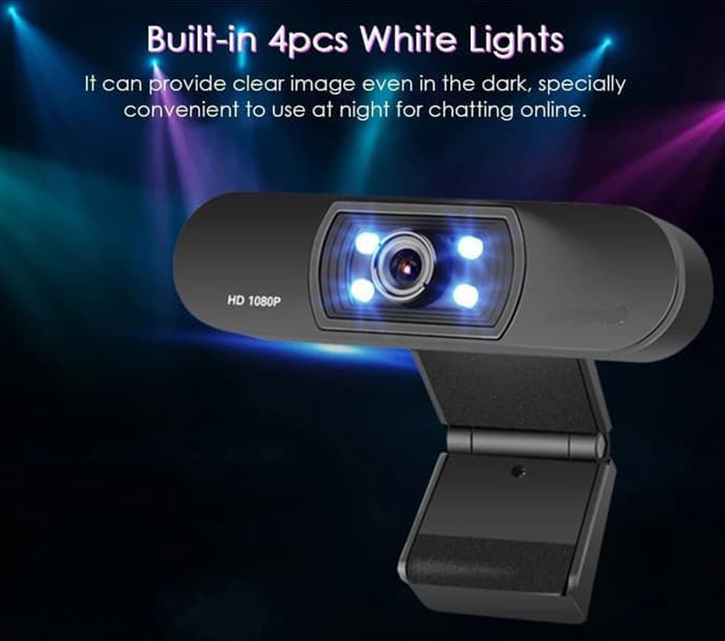 Built-in 4pcs White Lights
It can provide clear image even in the dark, specially
convenient to use at night for chatting online.
HD 1080P